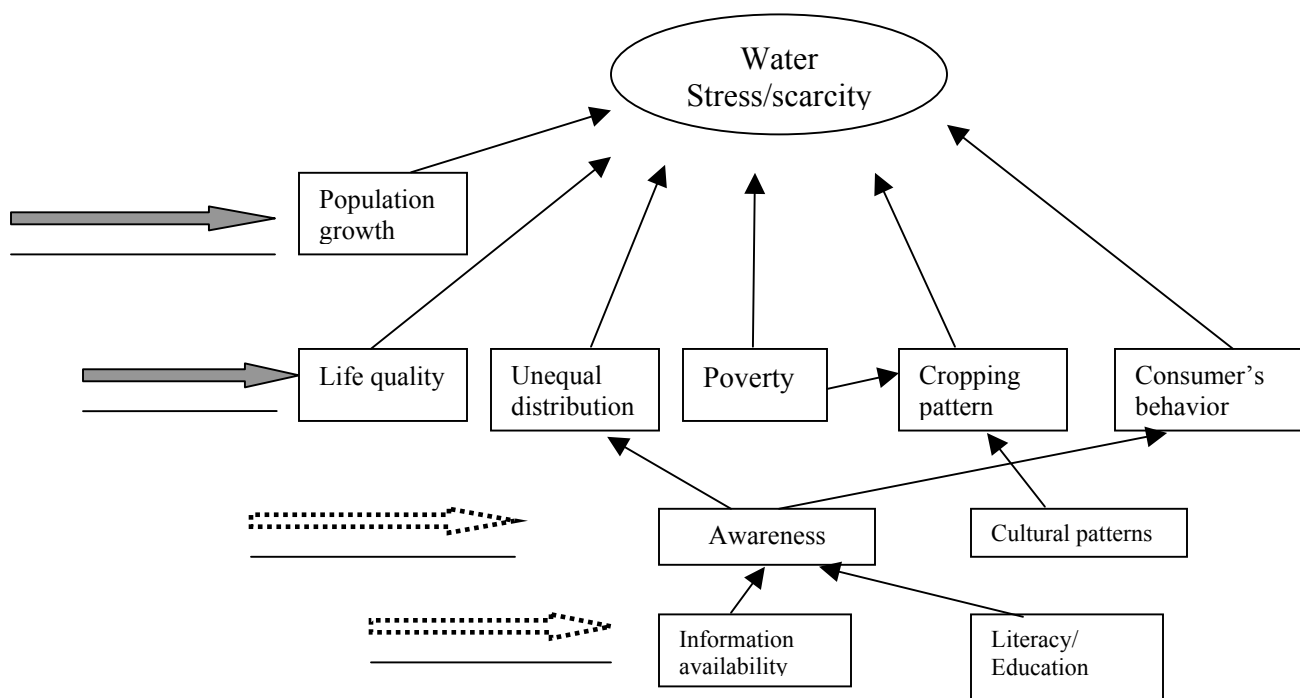 Water
Stress/scarcity
Population
growth
Life quality
Unequal
distribution
Poverty
Cropping
pattern
Consumer’s
behavior
Awareness
Cultural patterns
Information
availability
Literacy/
Education